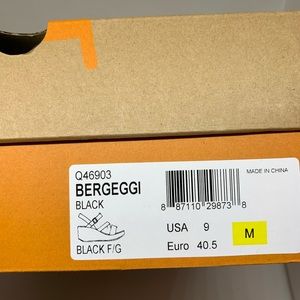 Q46903
BERGEGGI
BLACK
MADE IN CHINA
8 87110 29873 8
BLACK F/G
USA 9
Euro 40.5
M